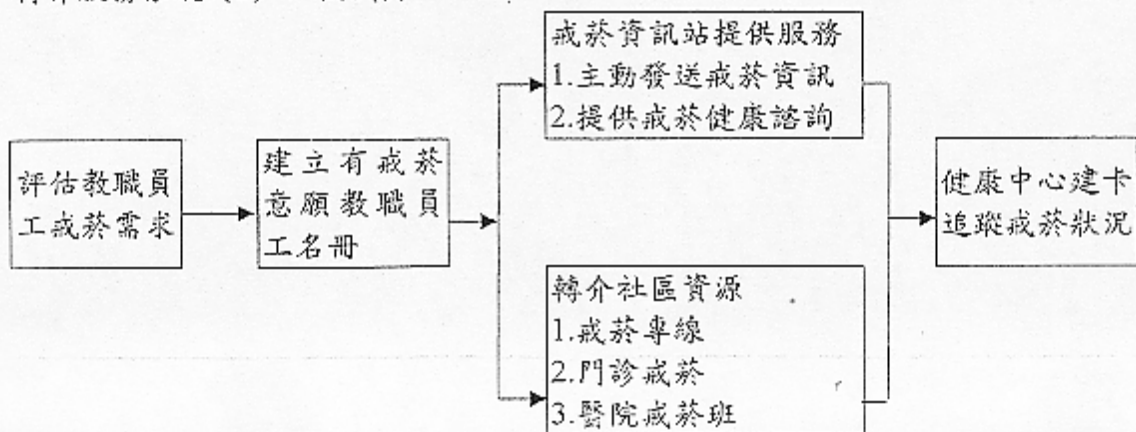 評估教職員
工戒菸需求
建立有戒菸
意願教職員
工名冊
戒菸資訊站提供服務
1.主動發送戒菸資訊
2.提供戒菸健康諮詢
轉介社區資源
1.戒菸專線
2.門診戒菸
3.醫院戒菸班
健康中心建卡
追蹤戒菸狀況